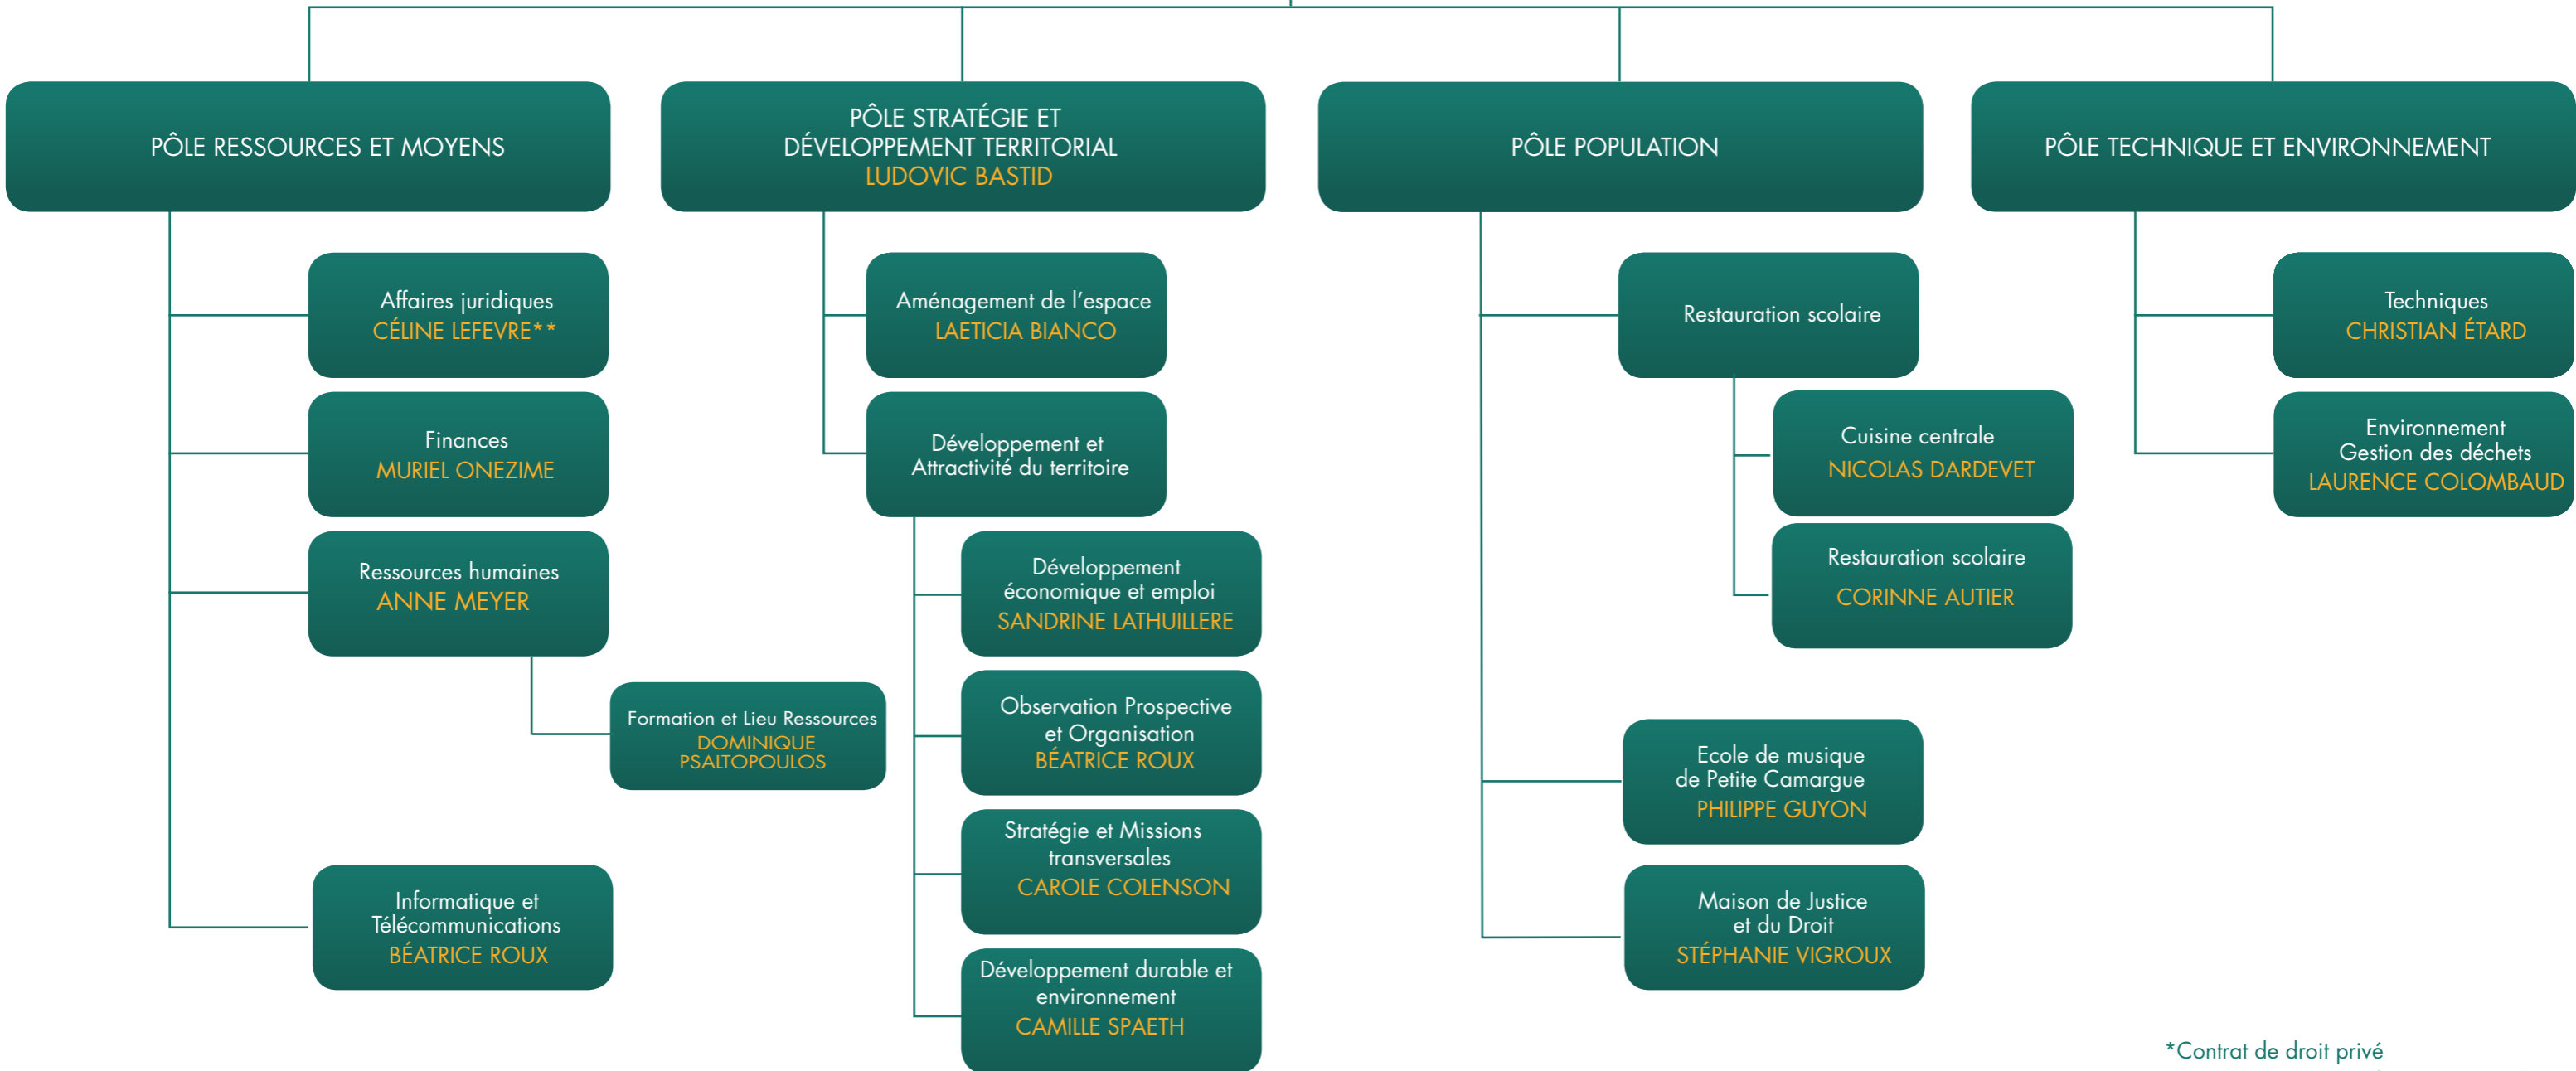 PÔLE RESSOURCES ET MOYENS
Affaires juridiques
CÉLINE LEFEVRE**
Finances
MURIEL ONEZIME
Ressources humaines
ANNE MEYER
Formation et Lieu Ressources
DOMINIQUE
PSALTOPOULOS
Informatique et
Télécommunications
BÉATRICE ROUX
PÔLE STRATÉGIE ET
DÉVELOPPEMENT TERRITORIAL
LUDOVIC BASTID
Aménagement de l'espace
LAETICIA BIANCO
Développement et
Attractivité du territoire
Développement
économique et emploi
SANDRINE LATHUILLERE
Observation Prospective
et Organisation
BÉATRICE ROUX
Stratégie et Missions
transversales
CAROLE COLENSON
Développement durable et
environnement
CAMILLE SPAETH
PÔLE POPULATION
Restauration scolaire
Cuisine centrale
NICOLAS DARDEVET
Restauration scolaire
CORINNE AUTIER
Ecole de musique
de Petite Camargue
PHILIPPE GUYON
Maison de Justice
et du Droit
STÉPHANIE VIGROUX
PÔLE TECHNIQUE ET ENVIRONNEMENT
Techniques
CHRISTIAN ÉTARD
Environnement
Gestion des déchets
LAURENCE COLOMBAUD
*Contrat de droit privé